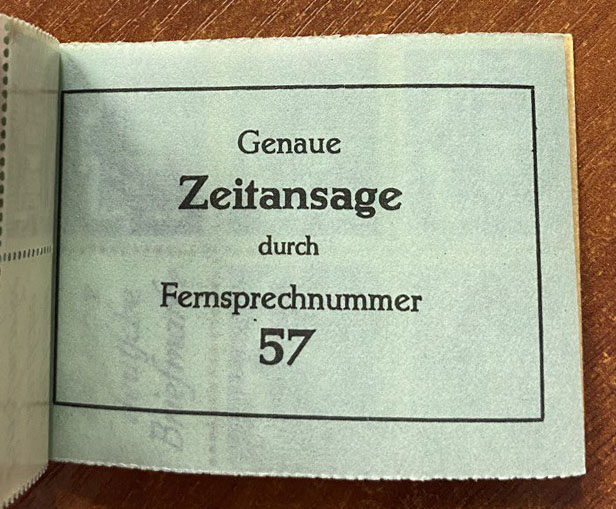 Genaue
Zeitansage
durch
Fernsprechnummer
57